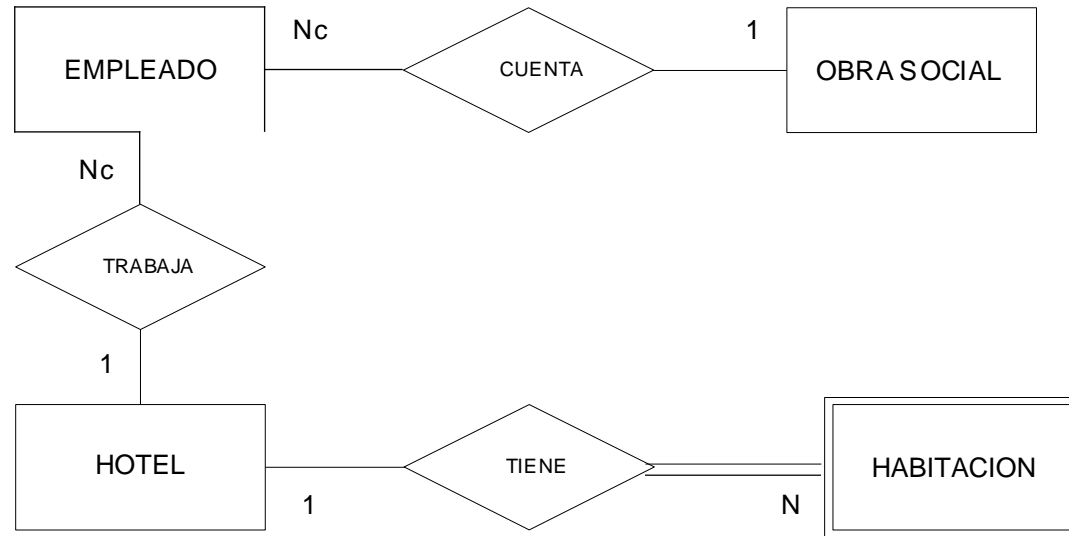 Nc
1
EMPLEADO
CUENTA
OBRA SOCIAL
Nc
TRABAJA
1
HOTEL
TIENE
HABITACION
1
N